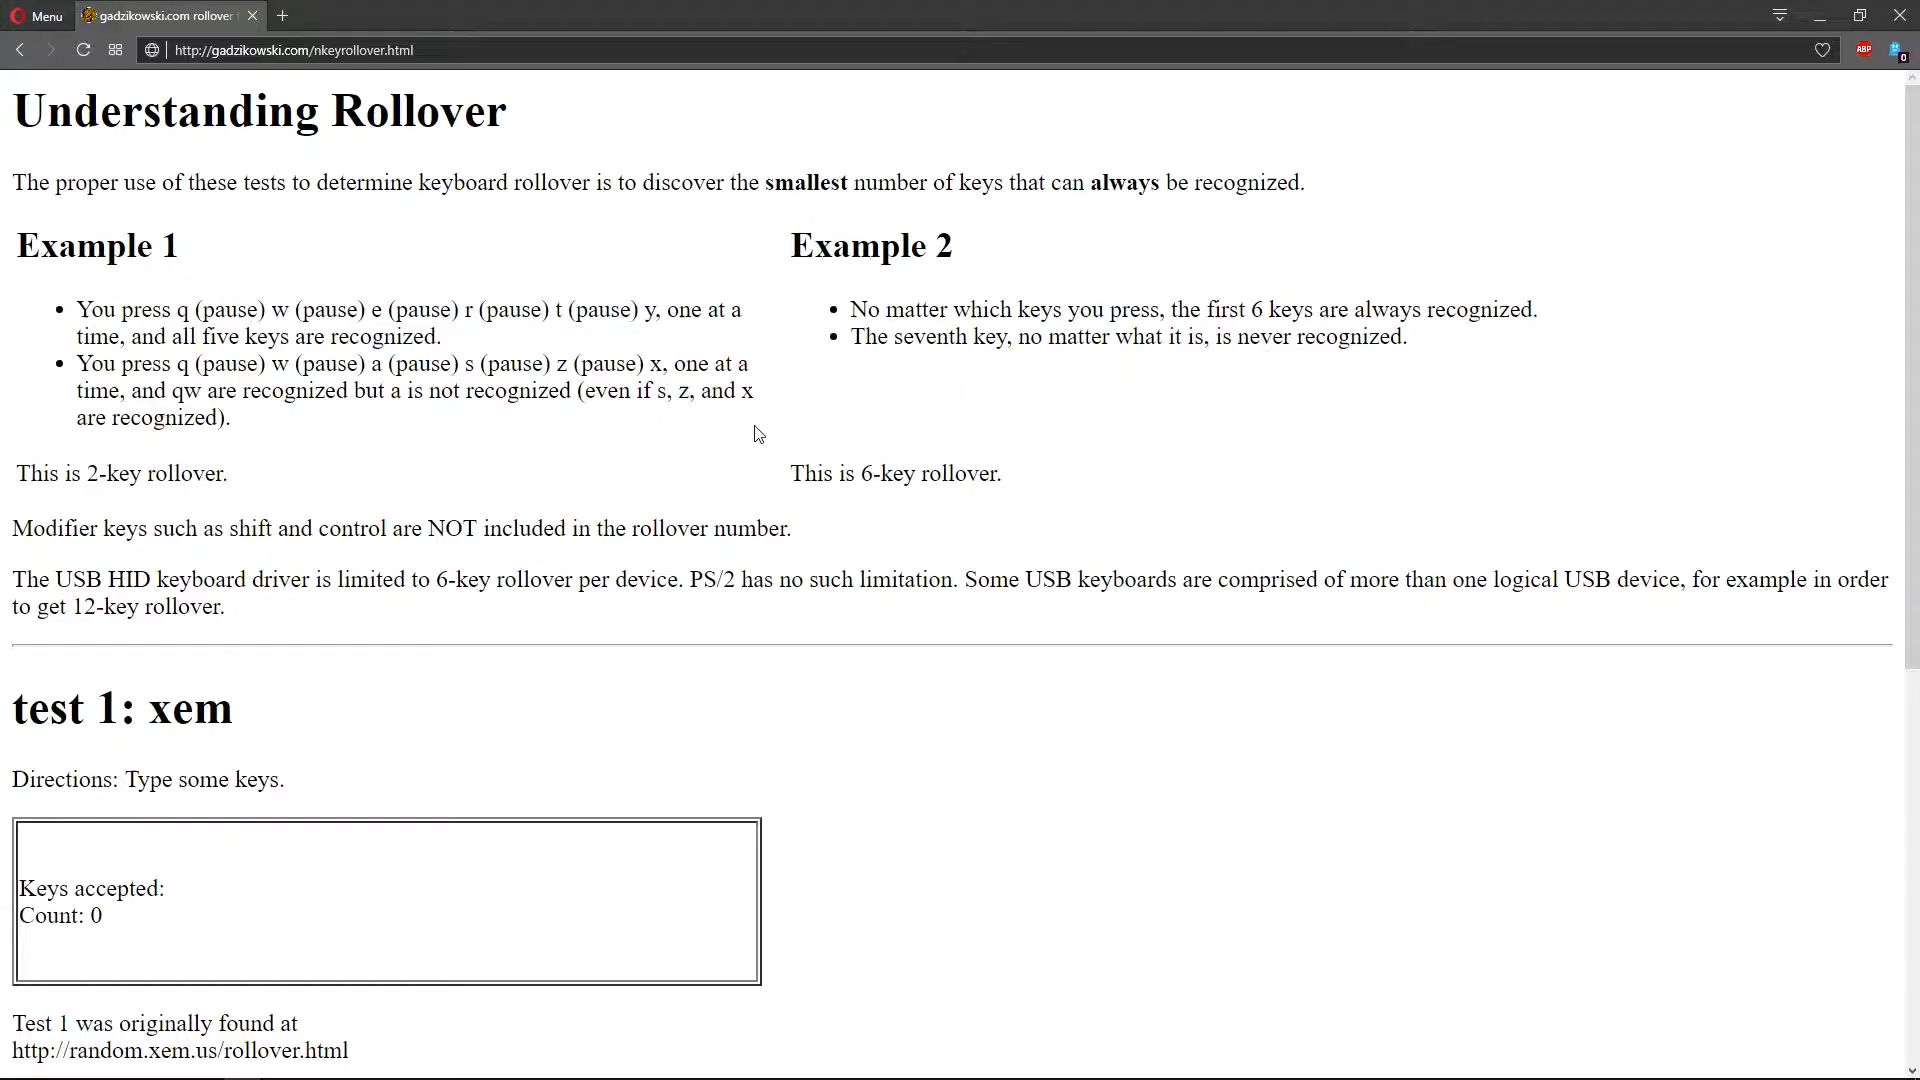 Menu
gadzikowski.com rollover
http://gadzikowski.com/nkeyrollover.html
ABP
0
Understanding Rollover
The proper use of these tests to determine keyboard rollover is to discover the smallest number of keys that can always be recognized.
Example 1
• You press q (pause) w (pause) e (pause) r (pause) t (pause) y, one at a
time, and all five keys are recognized.
• You press q (pause) w (pause) a (pause) s (pause) z (pause) x, one at a
time, and qw are recognized but a is not recognized (even if s, z, and x
are recognized).
This is 2-key rollover.
Example 2
• No matter which keys you press, the first 6 keys are always recognized.
• The seventh key, no matter what it is, is never recognized.
This is 6-key rollover.
Modifier keys such as shift and control are NOT included in the rollover number.
The USB HID keyboard driver is limited to 6-key rollover per device. PS/2 has no such limitation. Some USB keyboards are comprised of more than one logical USB device, for example in order
to get 12-key rollover.
test 1: xem
Directions: Type some keys.
Keys accepted:
Count: 0
Test 1 was originally found at
http://random.xem.us/rollover.html